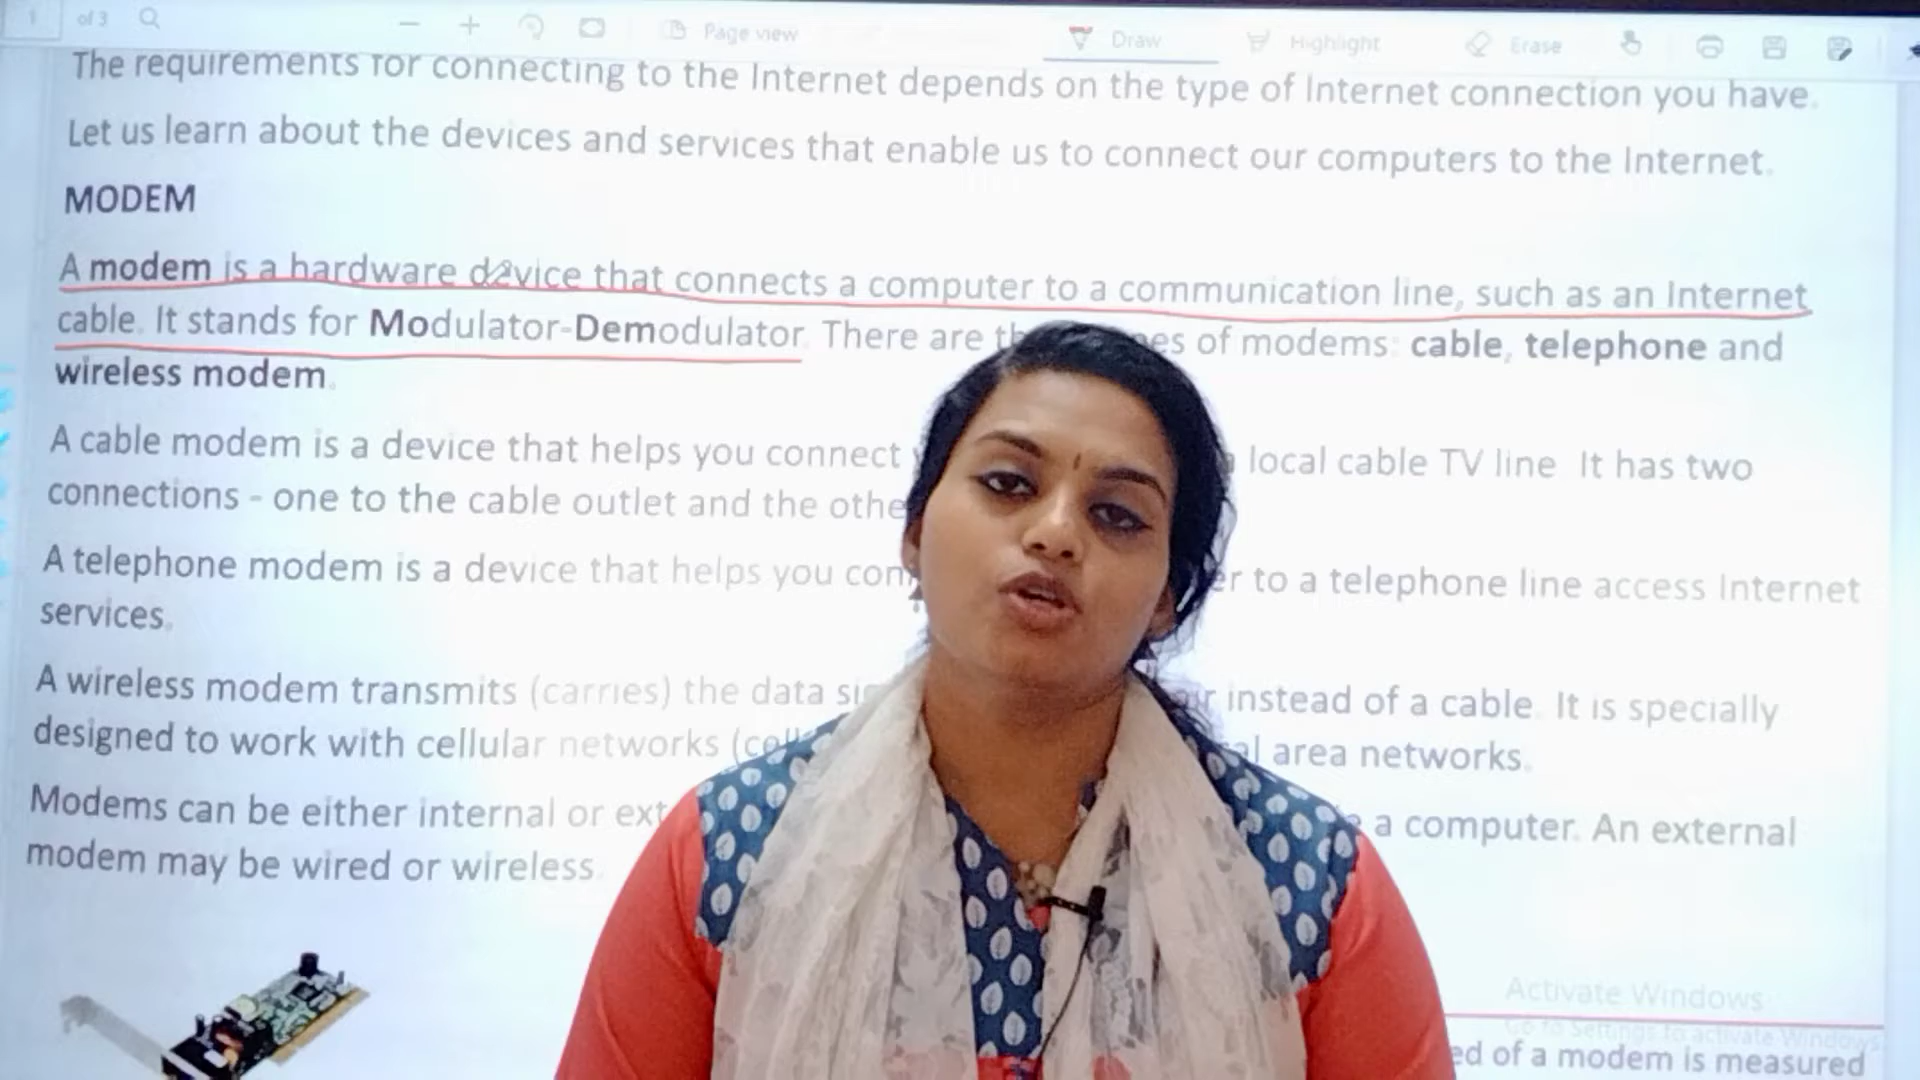 1 of 3 Page view Draw Highlight Erase
The requirements for connecting to the Internet depends on the type of Internet connection you have.
Let us learn about the devices and services that enable us to connect our computers to the Internet.
MODEM
A modem is a hardware device that connects a computer to a communication line, such as an Internet
cable. It stands for Modulator-Demodulator. There are of modems: cable, telephone and
wireless modem.
A cable modem is a device that helps you connect local cable TV line It has two
connections - one to the cable outlet and the
A telephone modem is a device that helps you to a telephone line access Internet
services.
A wireless modem transmits (carries) the data instead of a cable. It is specially
designed to work with cellular networks area networks.
Modems can be either internal or a computer. An external
modem may be wired or wireless.
Activate Windows
Go to Settings to activate Windows
of a modem is measured